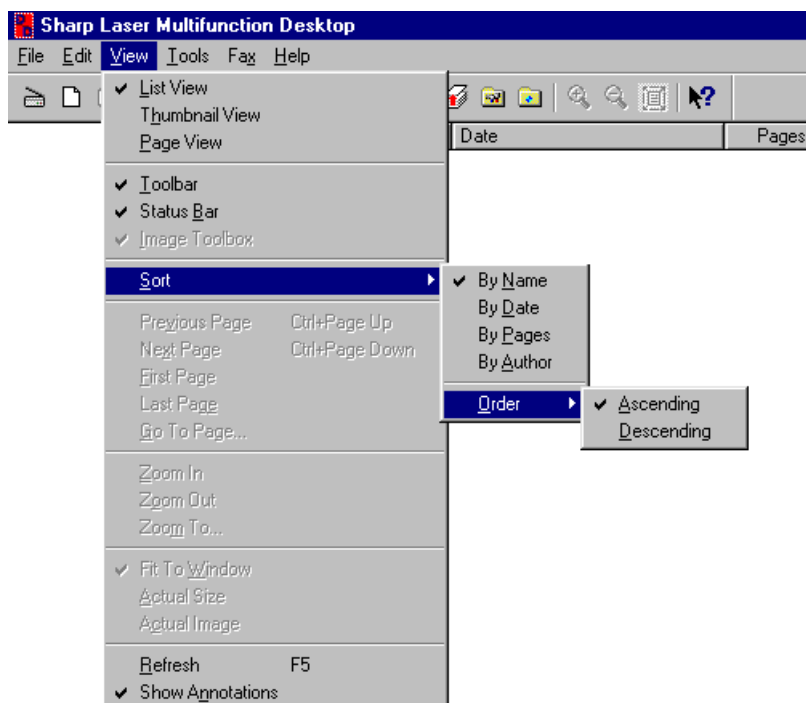 Sharp Laser Multifunction Desktop
File Edit View Tools Fax Help
List View
Thumbnail View
Page View
Date Pages
Toolbar
Status Bar
Image Toolbox
Sort
By Name
By Date
By Pages
By Author
Order
Ascending
Descending
Previous Page Ctrl+Page Up
Next Page Ctrl+Page Down
First Page
Last Page
Go To Page...
Zoom In
Zoom Out
Zoom To...
Fit To Window
Actual Size
Actual Image
Refresh F5
Show Annotations